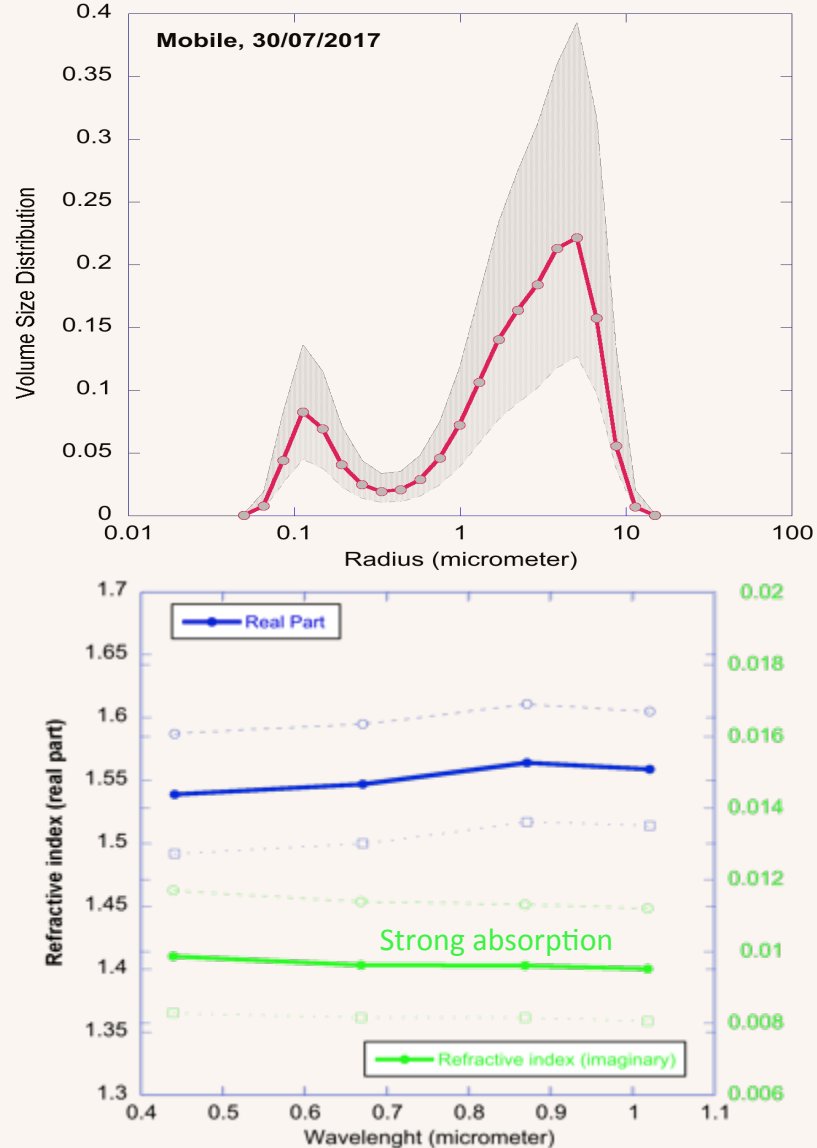 0.4
Mobile, 30/07/2017
0.35
0.3
0.25
0.2
0.15
0.1
0.05
0
Volume Size Distribution
0.01 0.1 1 10 100
Radius (micrometer)
1.7 0.02
Real Part
1.65 0.018
1.6 0.016
1.55
0.014
1.5
0.012
1.45
Strong absorption
0.01
1.4
1.35 0.008
Refractive index (imaginary)
1.3 0.006
Refractive index (real part)
0.4 0.5 0.6 0.7 0.8 0.9 1 1.1
Wavelenght (micrometer)